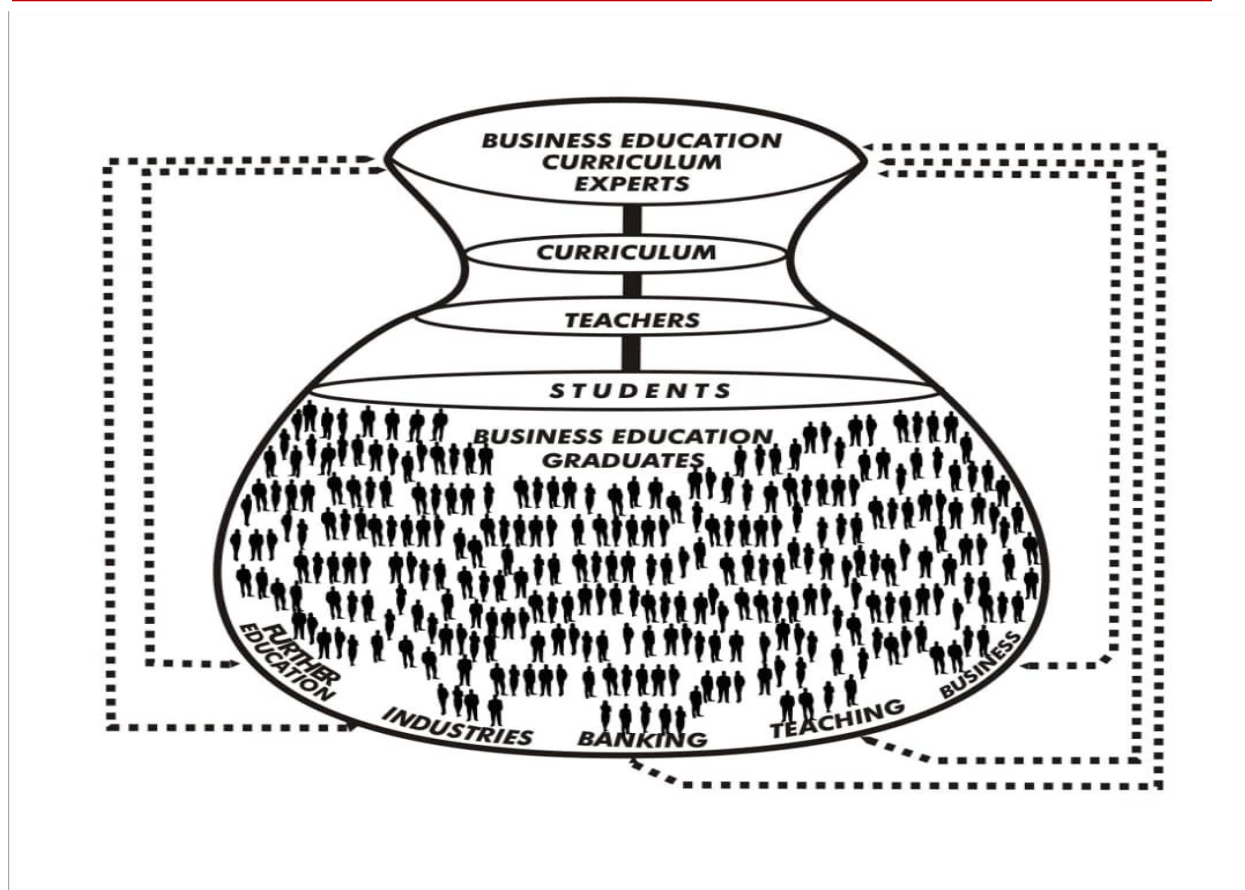 BUSINESS EDUCATION
CURRICULUM
EXPERTS
CURRICULUM
TEACHERS
STUDENTS
BUSINESS EDUCATION
GRADUATES
FURTHER
EDUCATION
INDUSTRIES
BANKING
TEACHING
BUSINESS